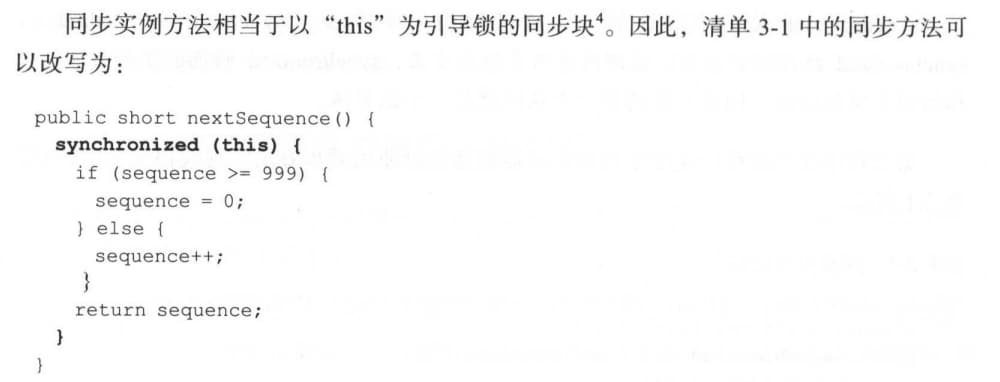 同步实例方法相当于以“this”为引导锁的同步块4。因此，清单 3-1 中的同步方法可
以改写为：
public short nextSequence() {
synchronized (this) {
if (sequence >= 999) {
sequence = 0;
} else {
sequence++;
}
return sequence;
}
}